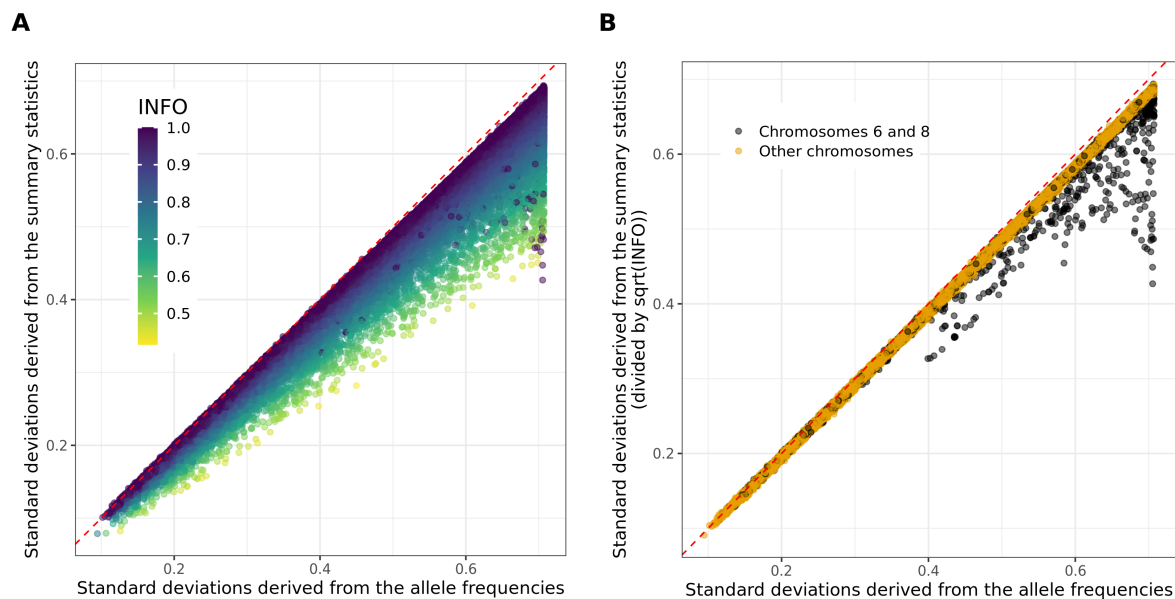 A
Standard deviations derived from the summary statistics
INFO
1.0
0.9
0.8
0.7
0.6
0.5
0.6
0.4
0.2
0.2
0.4
0.6
Standard deviations derived from the allele frequencies
B
Standard deviations derived from the summary statistics
(divided by sqrt(INFO))
Chromosomes 6 and 8
Other chromosomes
0.6
0.4
0.2
0.2
0.4
0.6
Standard deviations derived from the allele frequencies